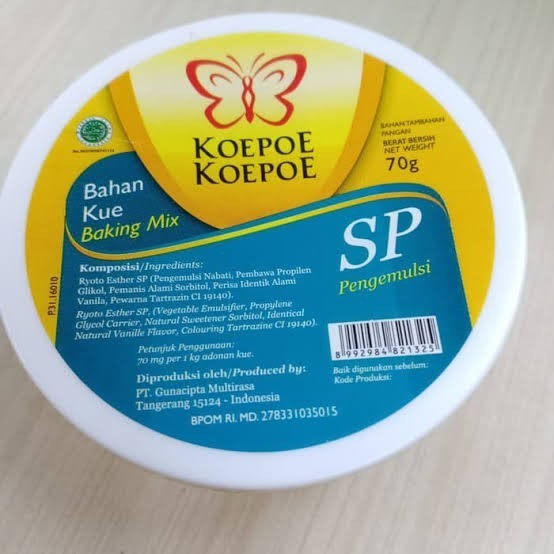 KOEPOE
KOEPOE
BAHAN TAMBAHAN
PANGAN
BERAT BERSIH
NET WEIGHT
70g
Bahan
Kue
Baking Mix
SP
Pengemulsi
Komposisi/Ingredients:
Ryoto Esther SP (Pengemulsi Nabati, Pembawa Propilen
Glikol, Pemanis Alami Sorbitol, Perisa Identik Alami
Vanila, Pewarna Tartrazin CI 19140).
Ryoto Esther SP, (Vegetable Emulsifier, Propylene
Glycol Carrier, Natural Sweetener Sorbitol, Identical
Natural Vanille Flavor, Colouring Tartrazine CI 19140).
Petunjuk Penggunaan:
70 mg per 1 kg adonan kue.
Diproduksi oleh/Produced by:
PT. Gunacipta Multirasa
Tangerang 15124 - Indonesia
BPOM RI. MD. 278331035015
8 992984 821325
Baik digunakan sebelum:
Kode Produksi:
P31.16010